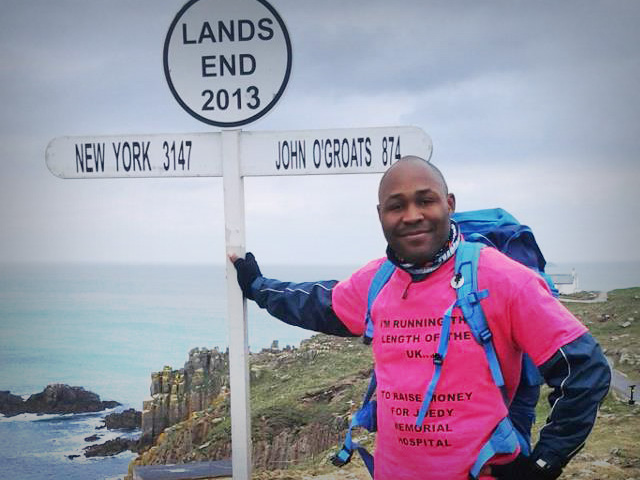 LANDS
END
2013
NEW YORK 3147
JOHN O'GROATS 874
I'M RUNNING THE
LENGTH OF THE
UK...
TO RAISE MONEY
FOR
MEMORIAL
HOSPITAL